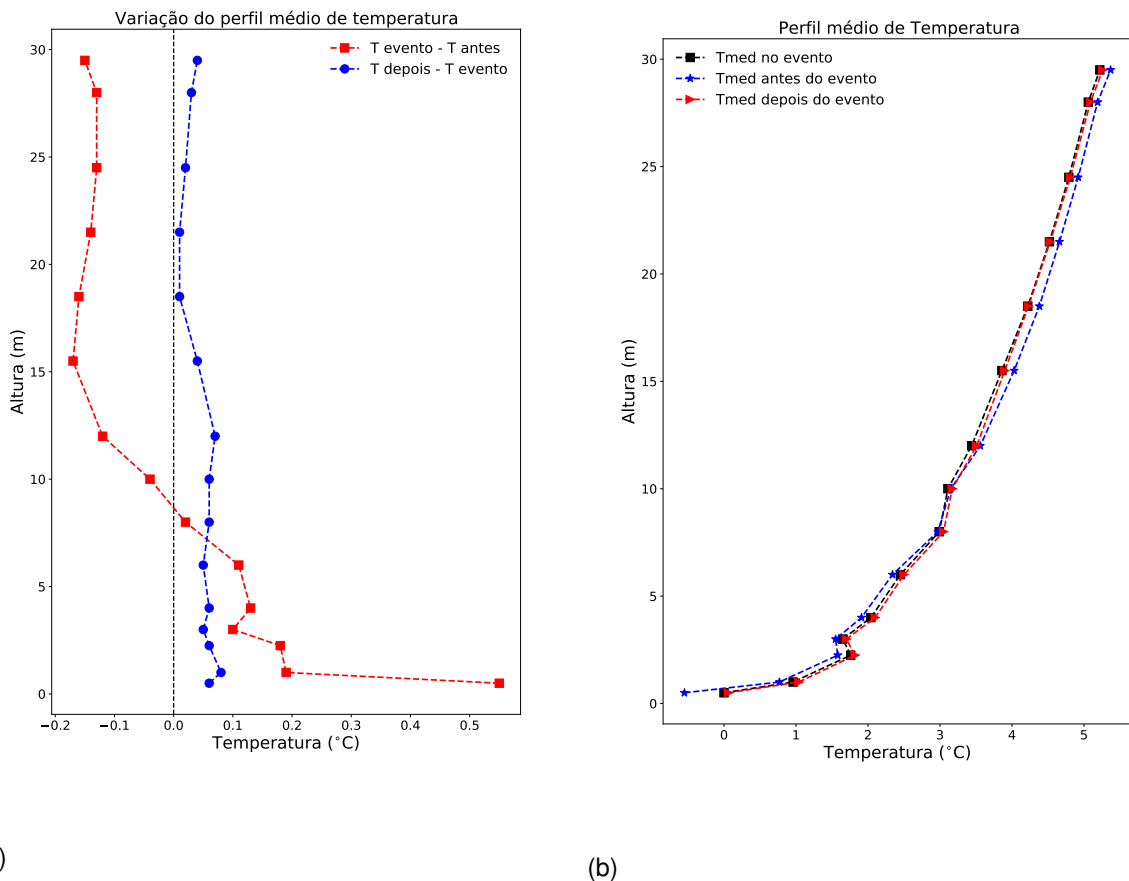 Variação do perfil médio de temperatura
T evento - T antes
T depois - T evento
30
25
20
15
10
5
0
Altura (m)
−0.2 −0.1 0.0 0.1 0.2 0.3 0.4 0.5
Temperatura (°C)
)
Perfil médio de Temperatura
Tmed no evento
Tmed antes do evento
Tmed depois do evento
30
25
20
15
10
5
0
Altura (m)
0 1 2 3 4 5
Temperatura (°C)
(b)